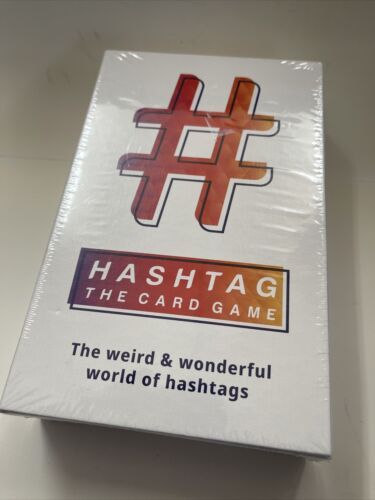 #
HASHTAG
THE CARD GAME
The weird & wonderful
world of hashtags